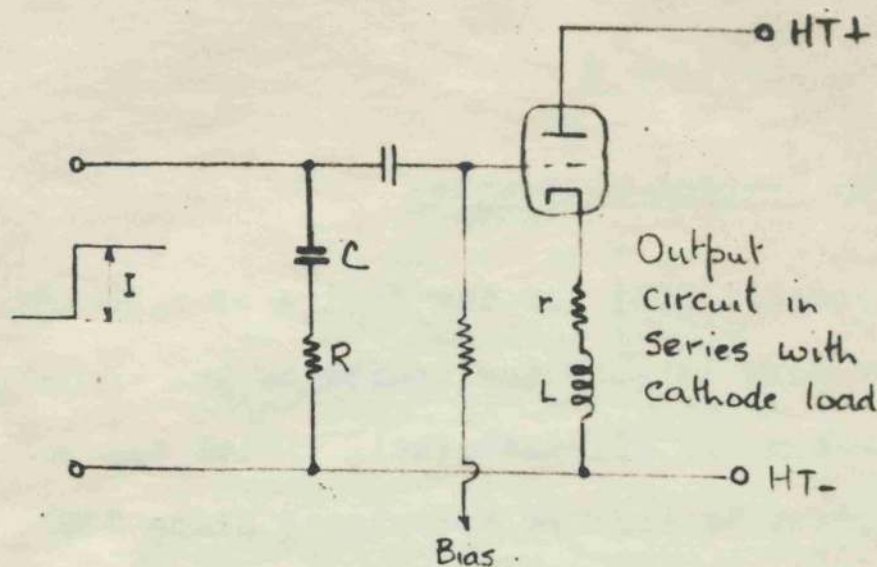 HT+
C
I
R
Output
circuit in
series with
cathode load
r
L
HT-
Bias.